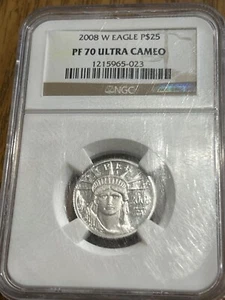 2008 W EAGLE P$25
PF 70 ULTRA CAMEO
1215965-023
NGC